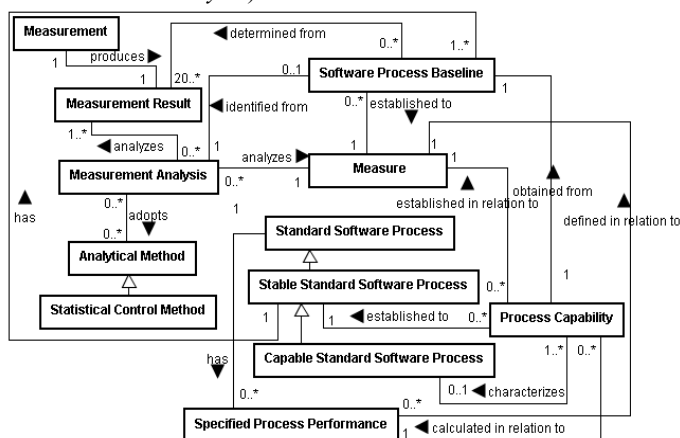 Measurement
determined from
0..*
1..*
produces
1
1
20..*
0..1
Software Process Baseline
Measurement Result
0..*
1
identified from
established to
1..*
analyzes
0..*
1
1
1
1
Measurement Analysis
analyzes
Measure
0..*
1
obtained from
has
0..*
adopts
1
established in relation to
defined in relation to
0..*
Standard Software Process
Analytical Method
1
Stable Standard Software Process
0..*
Statistical Control Method
1
1
established to
0..*
Process Capability
has
Capable Standard Software Process
1..*
0..*
0..1
characterizes
0..*
0..*
Specified Process Performance
1
calculated in relation to